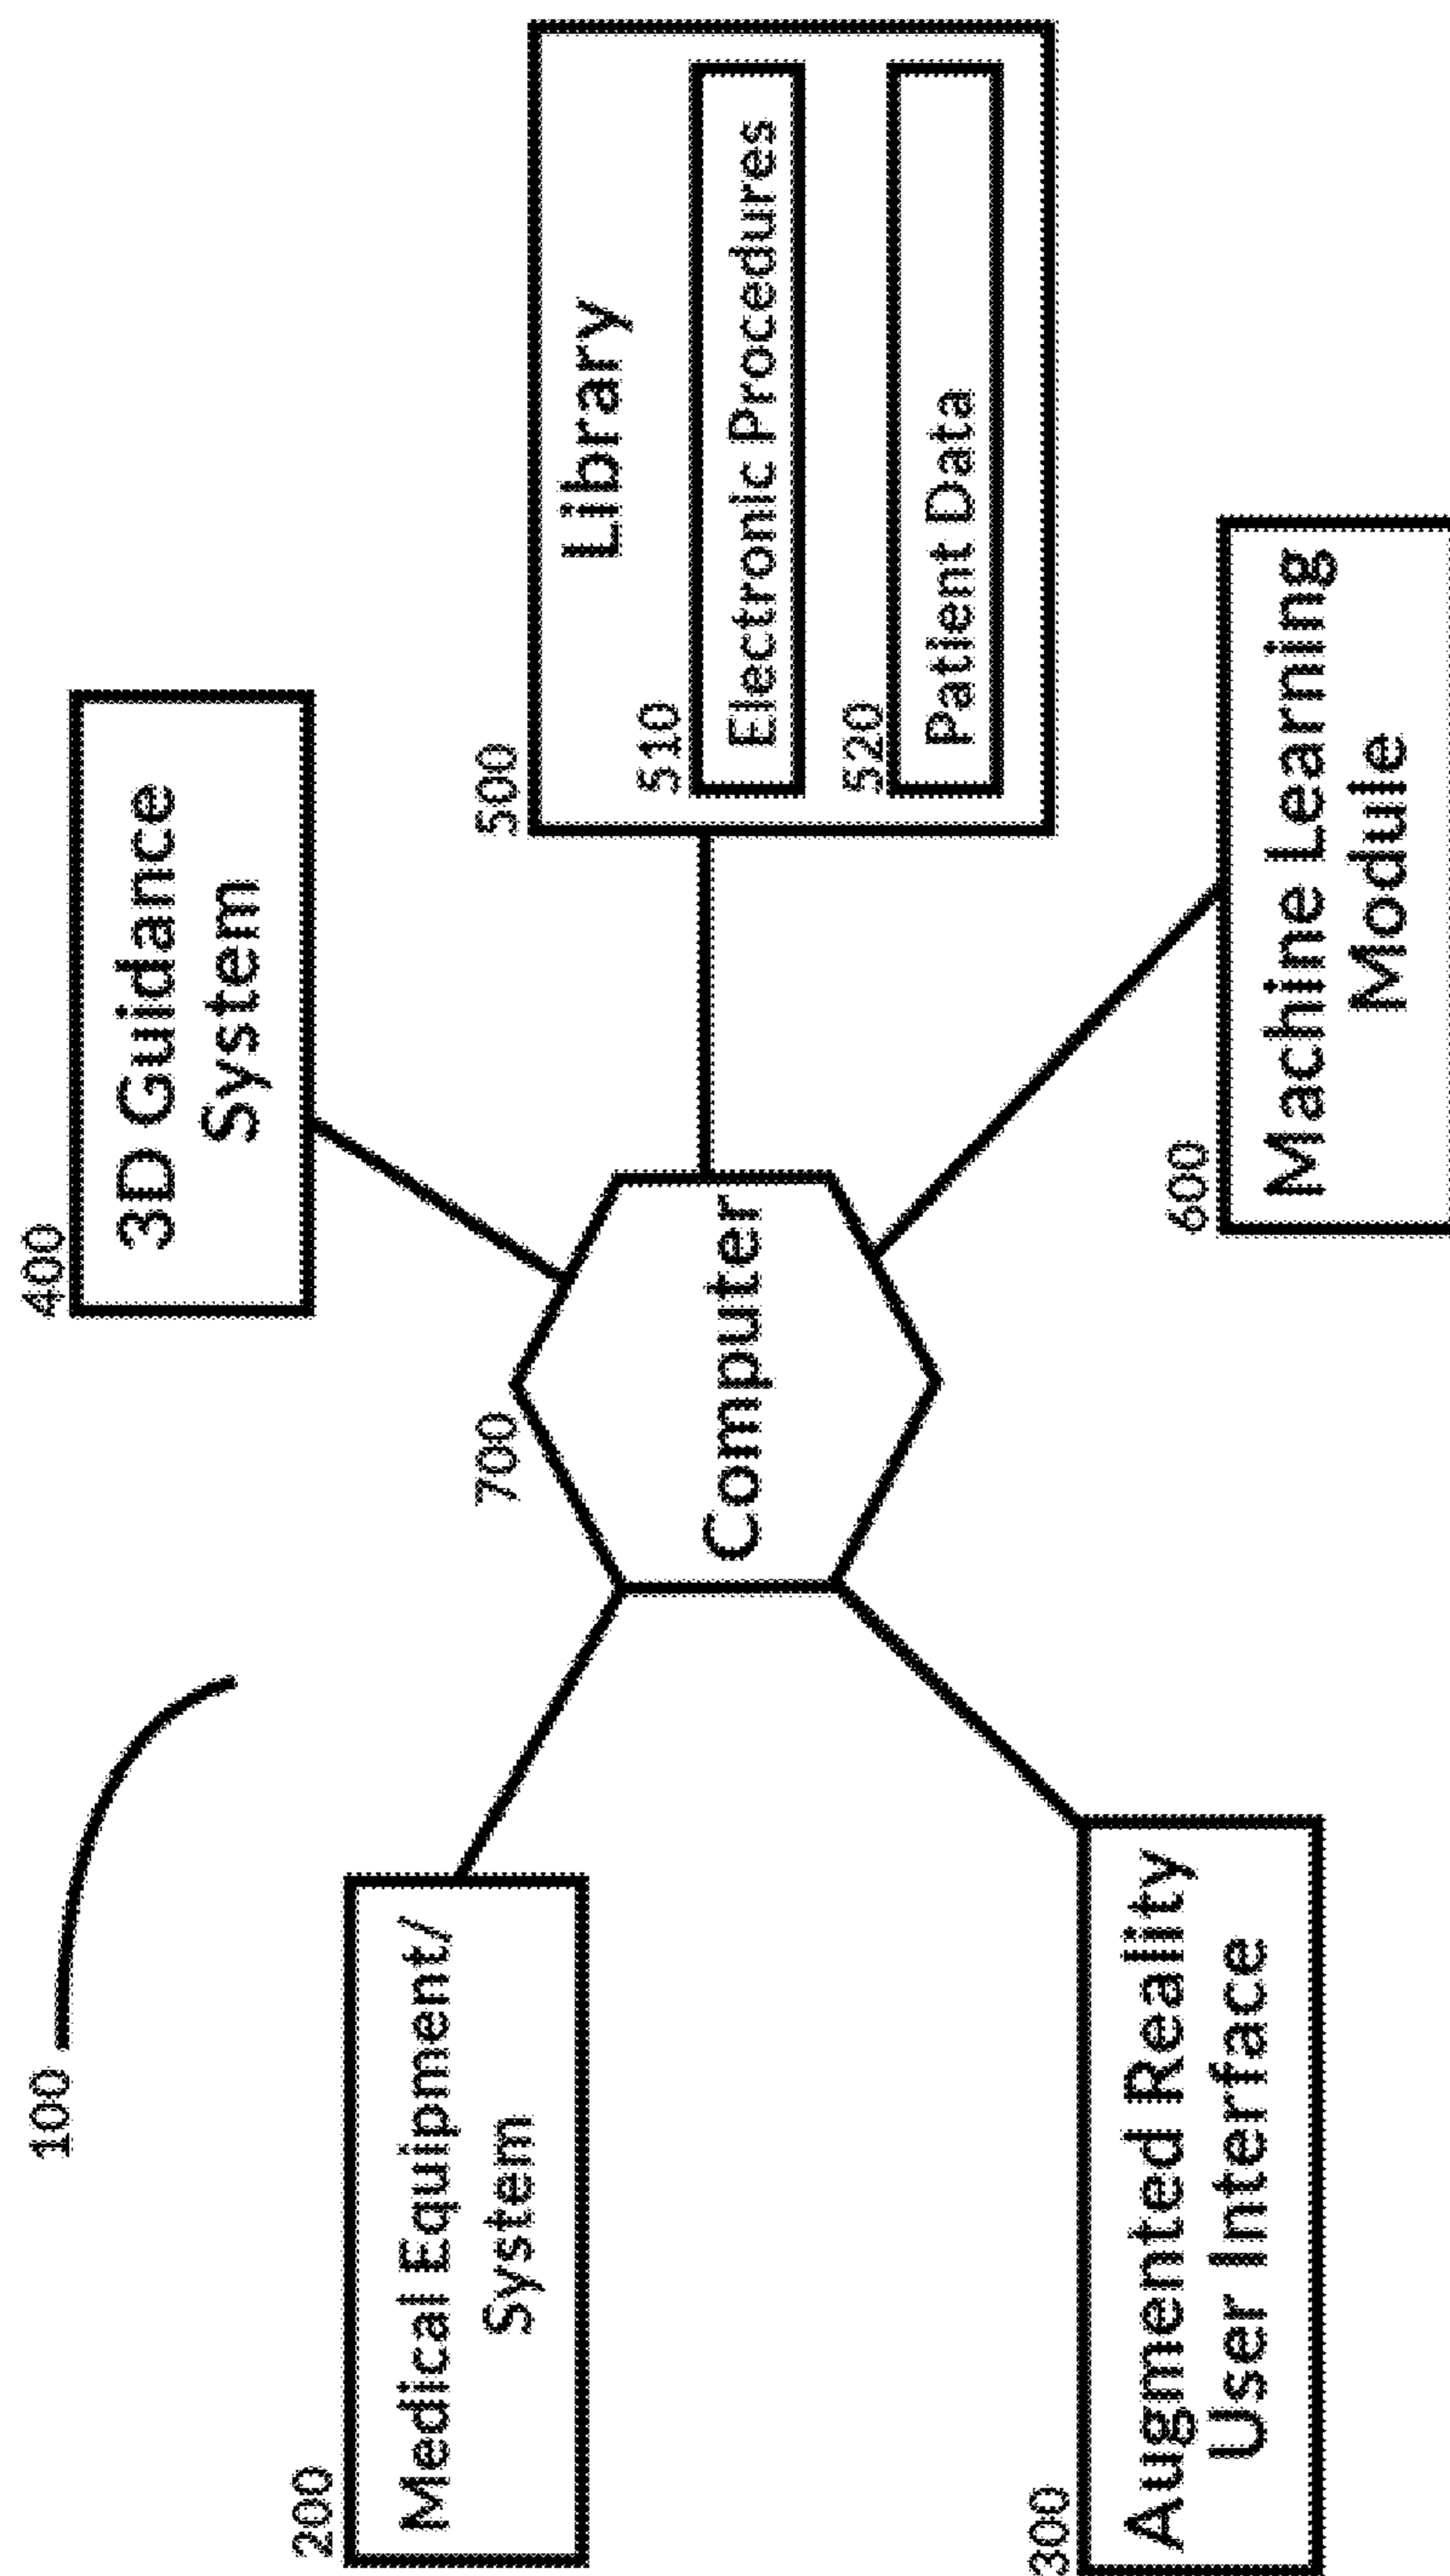 100
200
Medical Equipment/
System
300
Augmented Reality
User Interface
700
Computer
400
3D Guidance
System
500
Library
510
Electronic Procedures
520
Patient Data
600
Machine Learning
Module